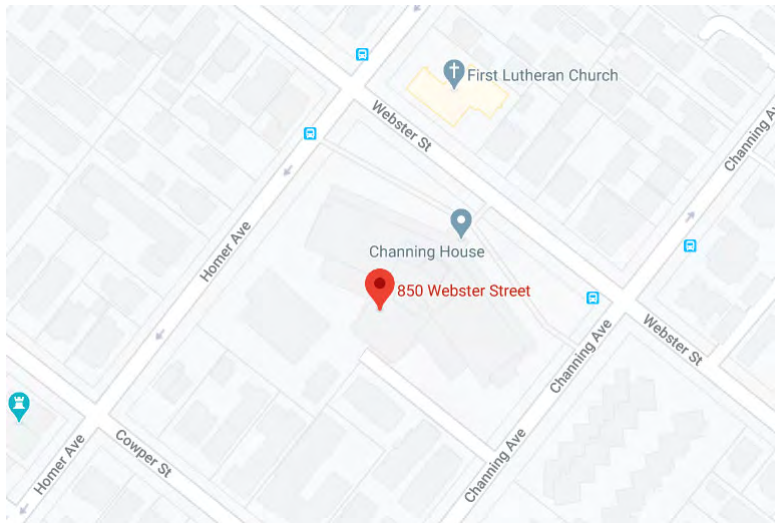 First Lutheran Church
Webster St
Channing A
Homer Ave
Channing House
850 Webster Street
Webster St
Channing Ave
Cowper St
Homer Ave
Channing Ave